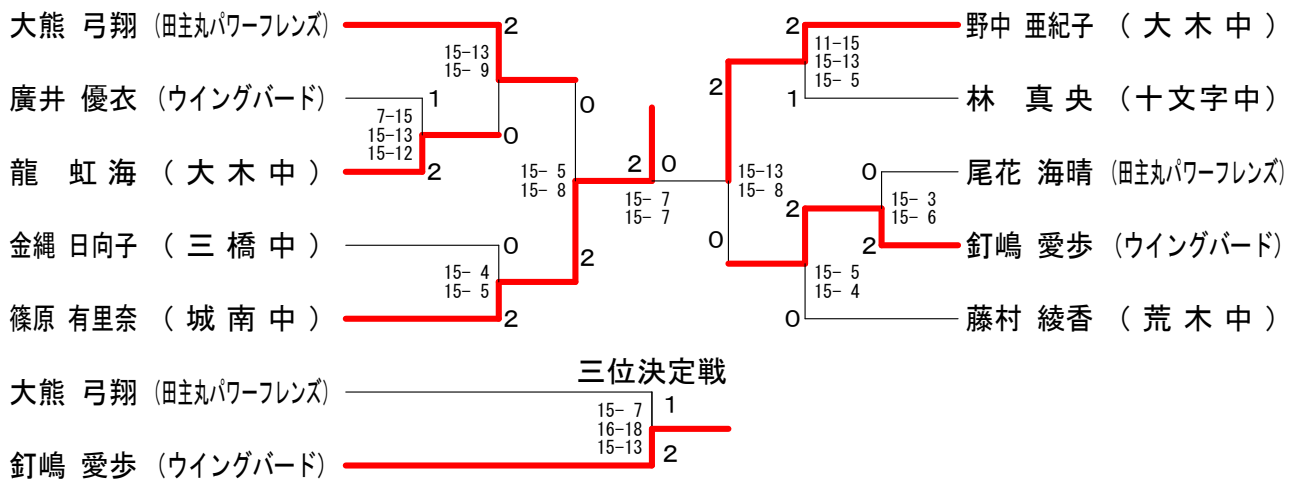 大熊 弓翔 (田主丸パワーフレンズ) 2
15-13
15- 9
廣井 優衣 (ウイングバード) 1
7-15
15-13
15-12
0
龍 虹海 (大木中) 2
0
15- 5
15- 8
金縄 日向子 (三橋中) 0
15- 4
15- 5
2
篠原 有里奈 (城南中) 2
2 0
15- 7
15- 7
2 野中 亜紀子 (大木中)
11-15
15-13
15- 5
2
1 林 真央 (十文字中)
15-13
15- 8
0 尾花 海晴 (田主丸パワーフレンズ)
15- 3
15- 6
2
0
2 釘嶋 愛歩 (ウイングバード)
15- 5
15- 4
0 藤村 綾香 (荒木中)
三位決定戦
大熊 弓翔 (田主丸パワーフレンズ) 1
15- 7
16-18
15-13
釘嶋 愛歩 (ウイングバード) 2